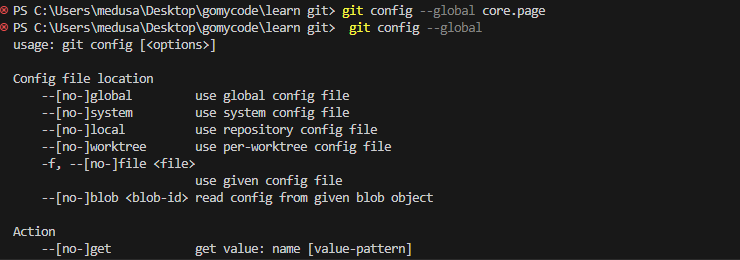 PS C:\Users\medusa\Desktop\gomycode\learn git> git config --global core.page
PS C:\Users\medusa\Desktop\gomycode\learn git>  git config --global
usage: git config [<options>]

Config file location
    --[no-]global         use global config file
    --[no-]system         use system config file
    --[no-]local          use repository config file
    --[no-]worktree       use per-worktree config file
    -f, --[no-]file <file>
                          use given config file
    --[no-]blob <blob-id> read config from given blob object

Action
    --[no-]get            get value: name [value-pattern]